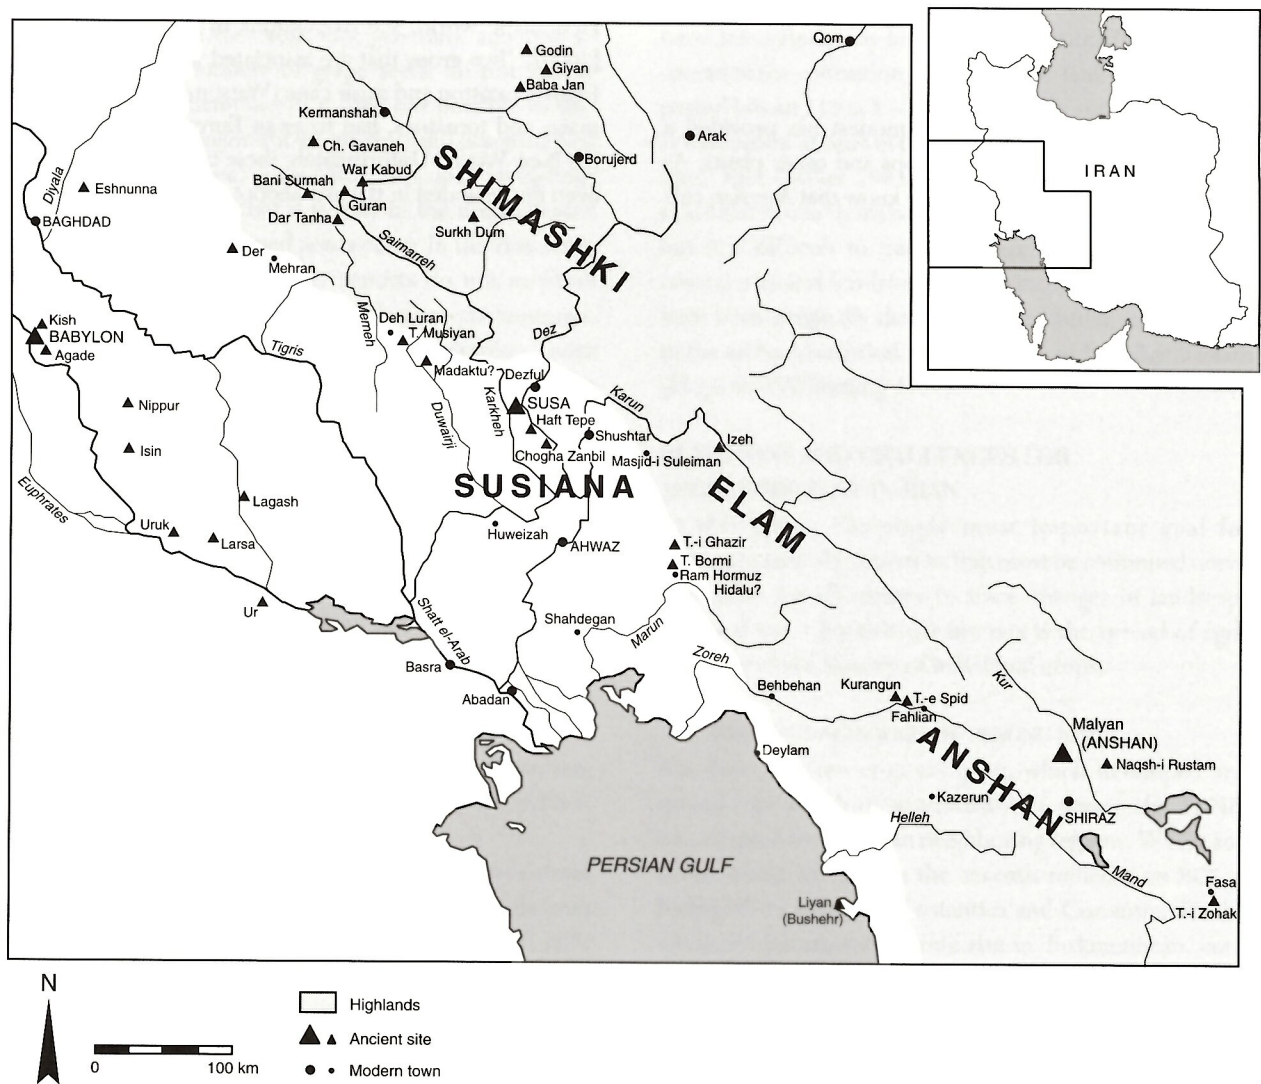 Godin
Giyan
Baba Jan
Qom
Kermanshah
Arak
Ch. Gavaneh
Borujerd
IRAN
SHIMASHKI
War Kabud
Bani Surmah
Guran
Diyala
Eshnunna
BAGHDAD
Dar Tanha
Surkh Dum
Saimarreh
Der
Mehran
Kish
BABYLON
Agade
Tigris
Memeh
Deh Luran
T. Musiyan
Madaktu?
Dez
Dezful
Nippur
Isin
Duwairji
Karkheh
SUSA
Haft Tepe
Chogha Zanbil
Karun
Shushtar
Masjid-i Suleiman
Izeh
SUSIANA
ELAM
Euphrates
Lagash
Uruk
Larsa
Ur
Huweizah
AHWAZ
T.-i Ghazir
T. Bormi
Ram Hormuz
Hidalu?
Shatt el-Arab
Shahdegan
Marun
Basra
Abadan
Zoreh
Behbehan
Kurangun
T.-e Spid
Fahlian
Kur
Deylam
ANSHAN
Malyan
(ANSHAN)
Naqsh-i Rustam
Kazerun
SHIRAZ
Helleh
PERSIAN GULF
Mand
Liyan
(Bushehr)
Fasa
T.-i Zohak
N
0 100 km
Highlands
Ancient site
Modern town